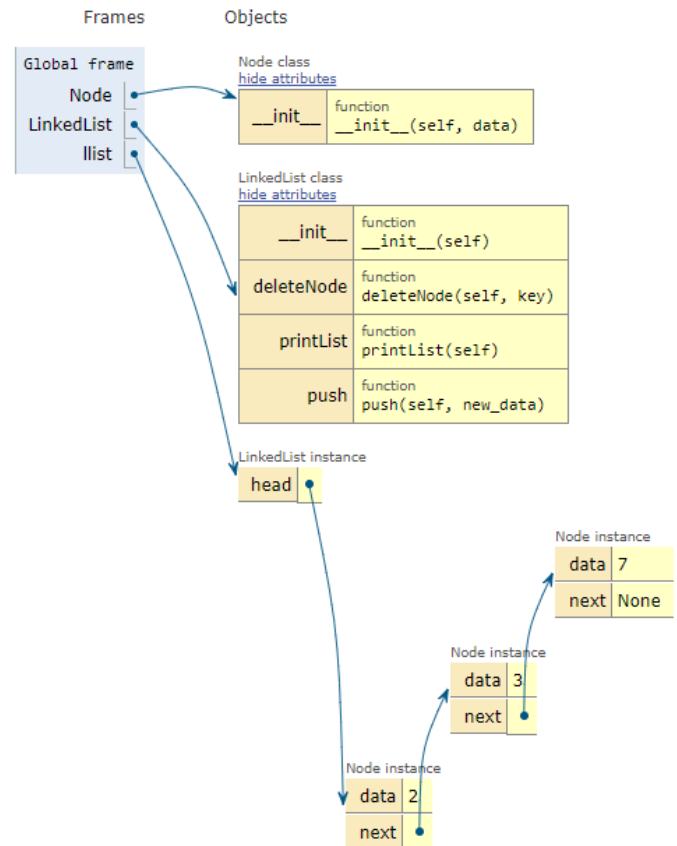 Frames Objects
Global frame
Node
LinkedList
llist
Node class
hide attributes
__init__ function
__init__(self, data)
LinkedList class
hide attributes
__init__ function
__init__(self)
deleteNode function
deleteNode(self, key)
printList function
printList(self)
push function
push(self, new_data)
LinkedList instance
head
Node instance
data 7
next None
Node instance
data 3
next
Node instance
data 2
next